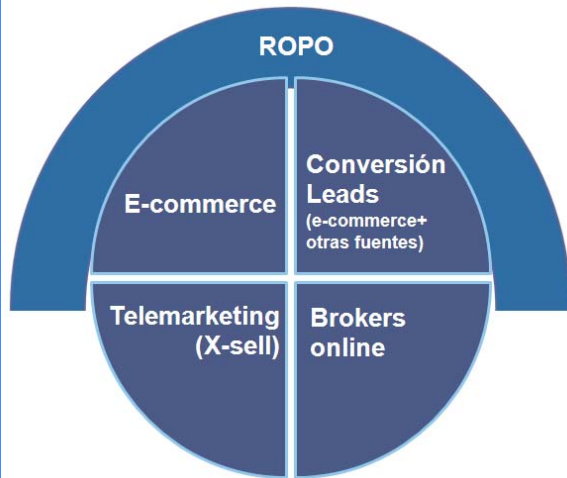 ROPO
E-commerce
Conversión
Leads
(e-commerce+
otras fuentes)
Telemarketing
(X-sell)
Brokers
online